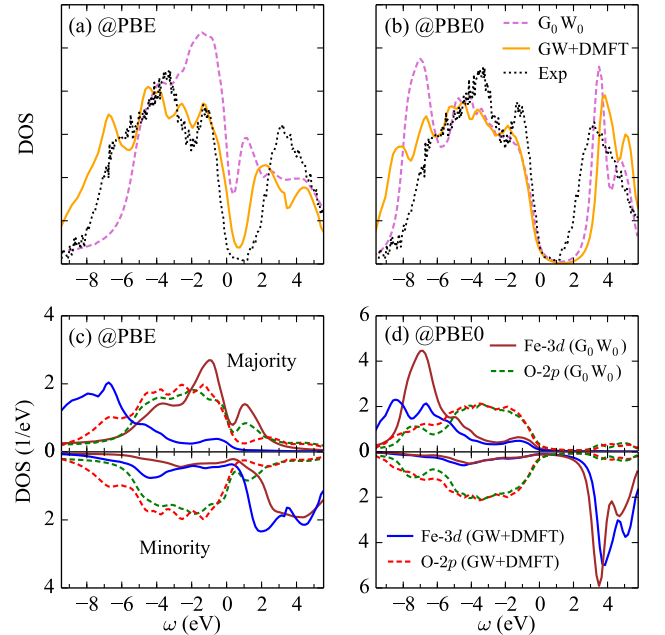 (a) @PBE
(b) @PBE0
G₀W₀
GW+DMFT
Exp
DOS
−8 −6 −4 −2 0 2 4
ω (eV)
−8 −6 −4 −2 0 2 4
ω (eV)
(c) @PBE
Majority
Minority
4
2
0
2
4
DOS (1/eV)
−8 −6 −4 −2 0 2 4
ω (eV)
(d) @PBE0
Fe-3d (G₀W₀)
O-2p (G₀W₀)
Fe-3d (GW+DMFT)
O-2p (GW+DMFT)
6
4
2
0
2
4
6
−8 −6 −4 −2 0 2 4
ω (eV)